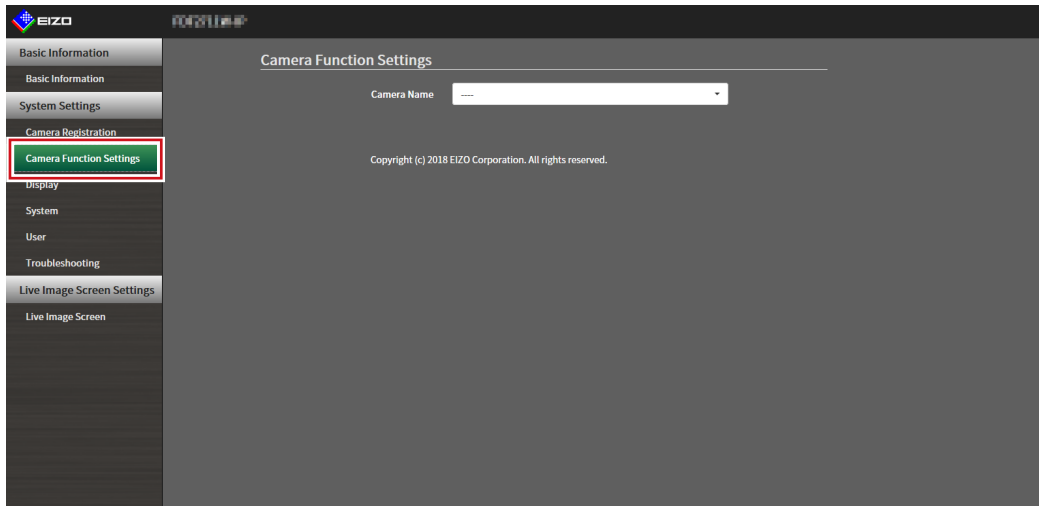 EIZO
Basic Information
Basic Information
System Settings
Camera Registration
Camera Function Settings
Display
System
User
Troubleshooting
Live Image Screen Settings
Live Image Screen
Camera Function Settings
Camera Name ----
Copyright (c) 2018 EIZO Corporation. All rights reserved.